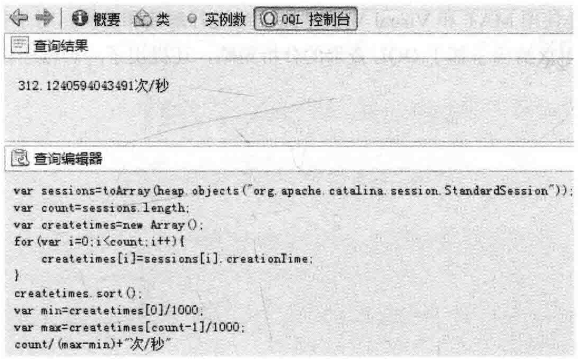 概要 类 实例数 OQL 控制台
查询结果
312.1240594043491次/秒
查询编辑器
var sessions=toArray(heap.objects("org.apache.catalina.session.StandardSession"));
var count=sessions.length;
var createtimes=new Array();
for(var i=0;i<count;i++){
    createtimes[i]=sessions[i].creationTime;
}
createtimes.sort();
var min=createtimes[0]/1000;
var max=createtimes[count-1]/1000;
count/(max-min)+"次/秒"